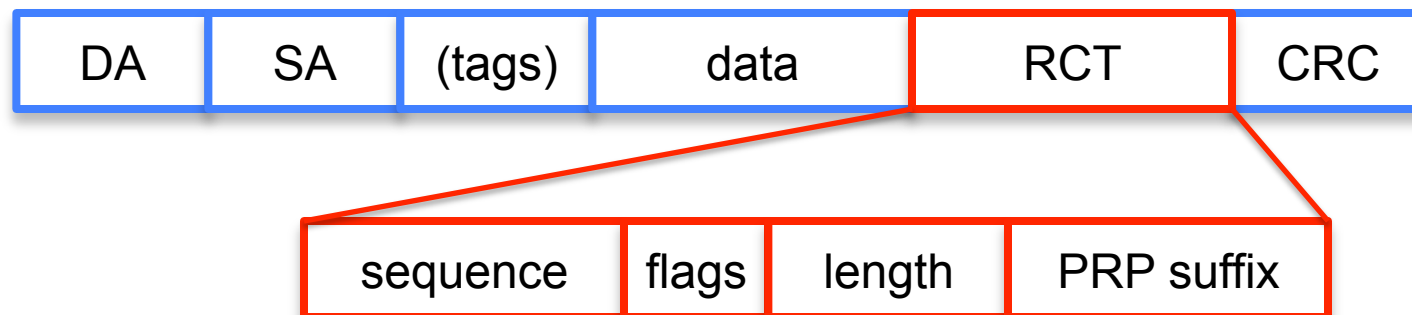 DA SA (tags) data RCT CRC
sequence flags length PRP suffix